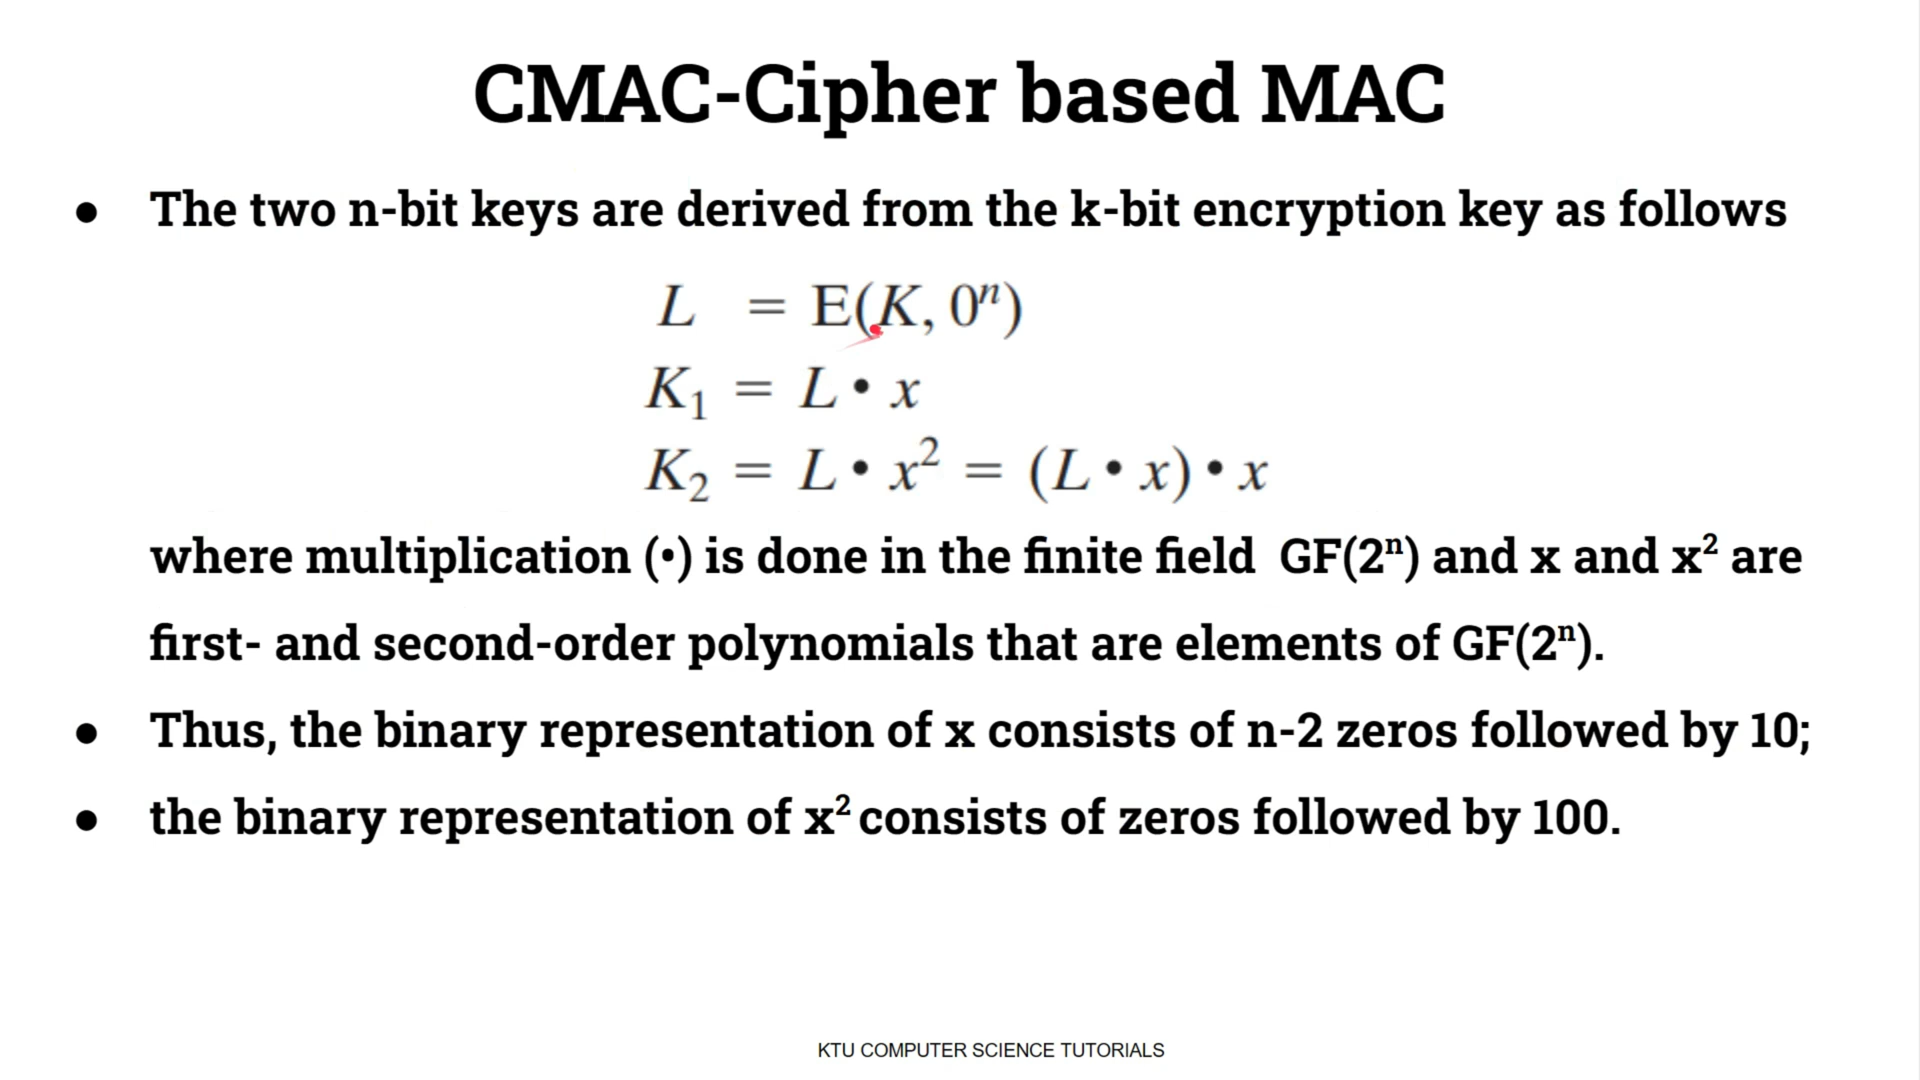 CMAC-Cipher based MAC
● The two n-bit keys are derived from the k-bit encryption key as follows
L = E(K, 0ⁿ)
K₁ = L • x
K₂ = L • x² = (L • x) • x
where multiplication (•) is done in the finite field GF(2ⁿ) and x and x² are
first- and second-order polynomials that are elements of GF(2ⁿ).
● Thus, the binary representation of x consists of n-2 zeros followed by 10;
● the binary representation of x² consists of zeros followed by 100.
KTU COMPUTER SCIENCE TUTORIALS